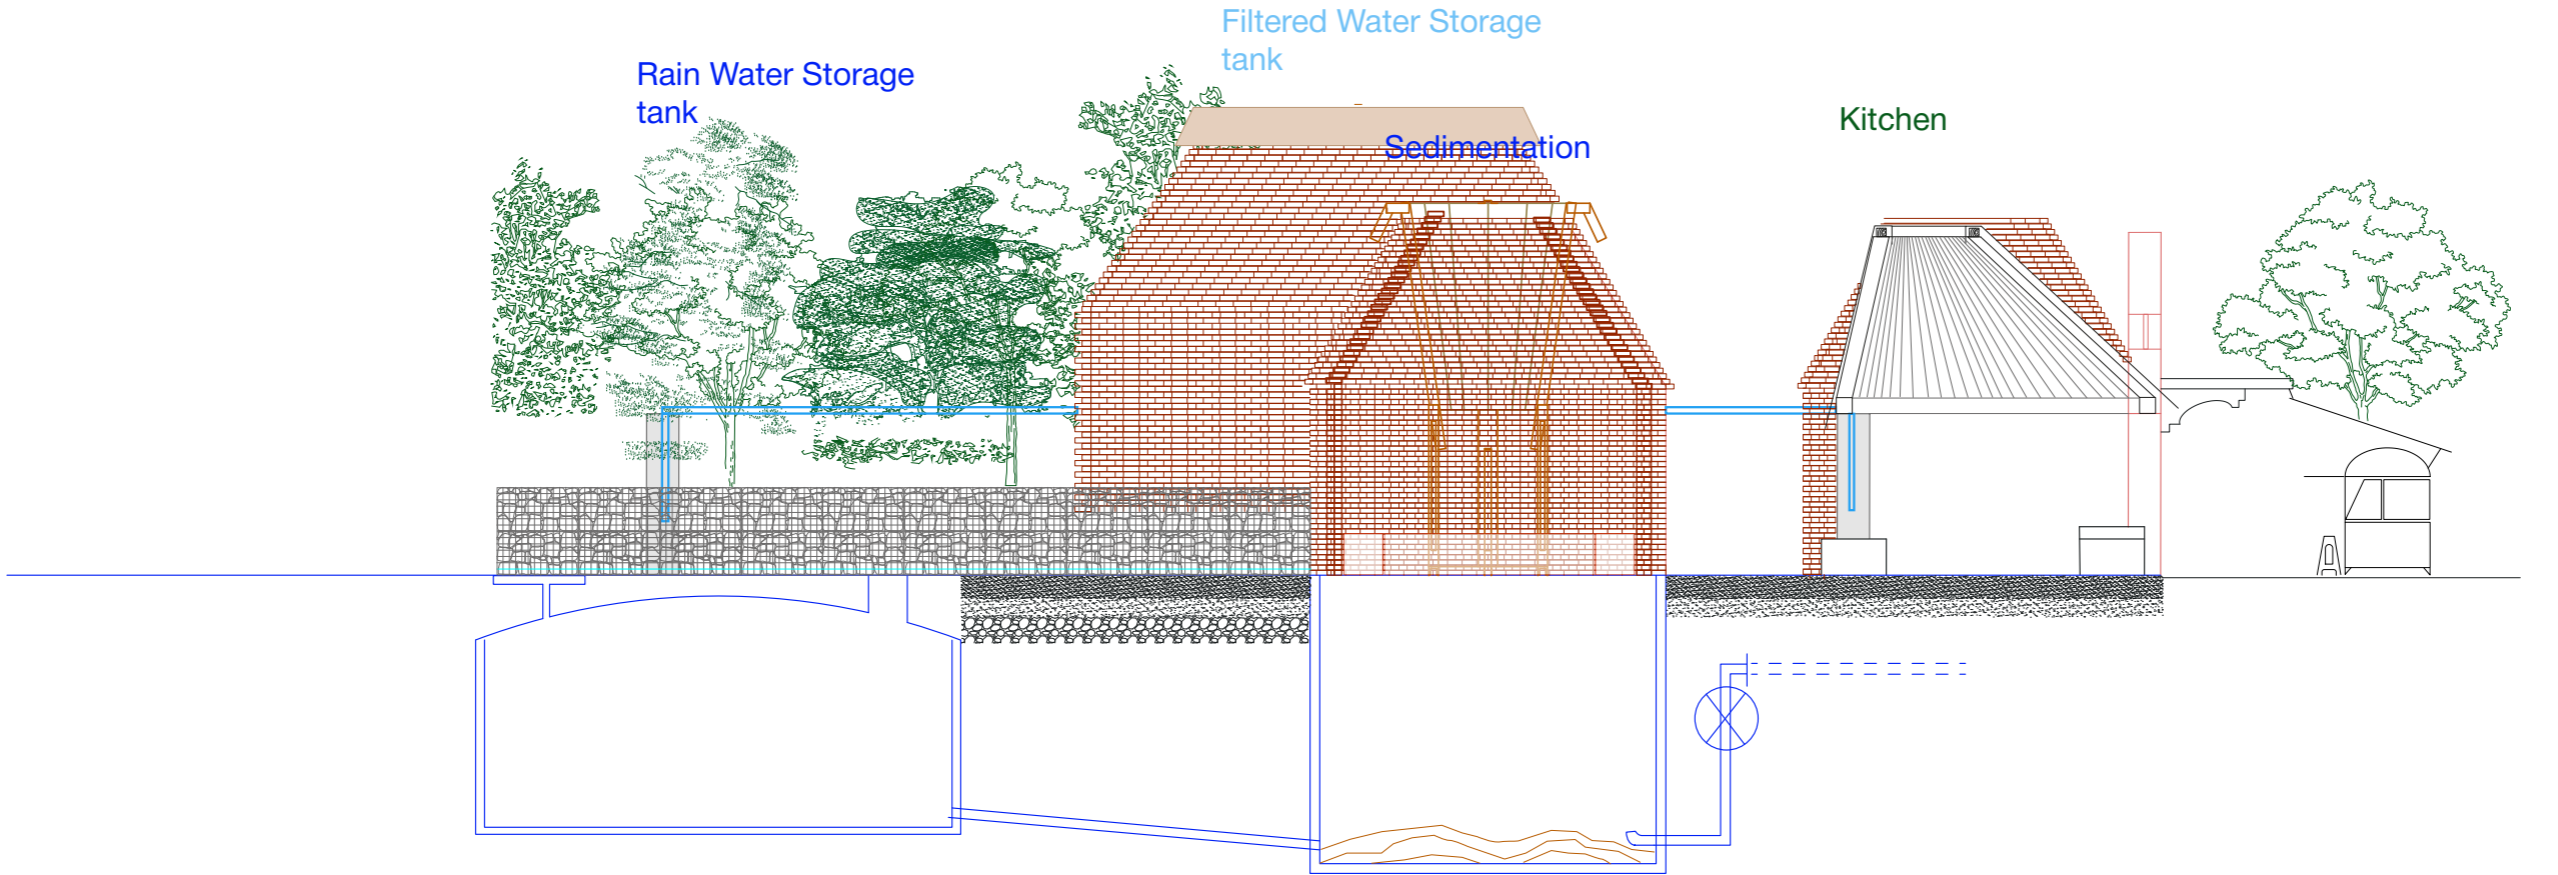 Filtered Water Storage
tank
Rain Water Storage
tank
Kitchen
Sedimentation